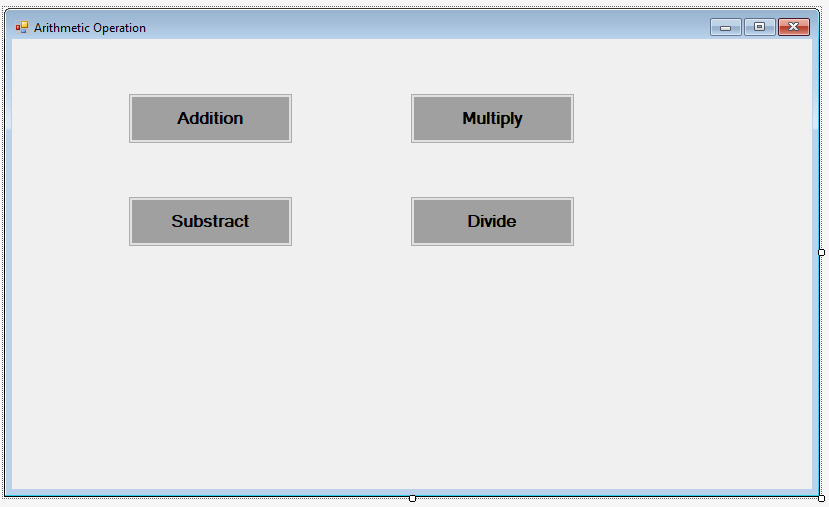 Arithmetic Operation
Addition
Multiply
Substract
Divide